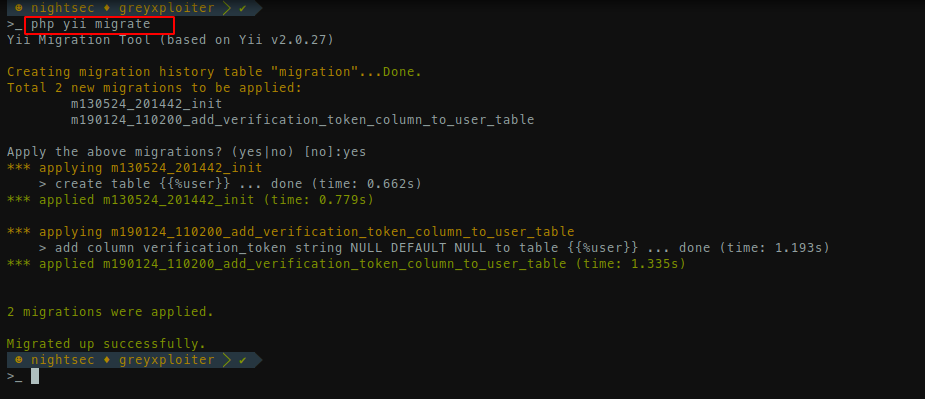 ☻ nightsec ♦ greyxploiter ✔
>_ php yii migrate
Yii Migration Tool (based on Yii v2.0.27)
Creating migration history table "migration"...Done.
Total 2 new migrations to be applied:
m130524_201442_init
m190124_110200_add_verification_token_column_to_user_table
Apply the above migrations? (yes|no) [no]:yes
*** applying m130524_201442_init
> create table {{%user}} ... done (time: 0.662s)
*** applied m130524_201442_init (time: 0.779s)
*** applying m190124_110200_add_verification_token_column_to_user_table
> add column verification_token string NULL DEFAULT NULL to table {{%user}} ... done (time: 1.193s)
*** applied m190124_110200_add_verification_token_column_to_user_table (time: 1.335s)
2 migrations were applied.
Migrated up successfully.
☻ nightsec ♦ greyxploiter ✔
>_